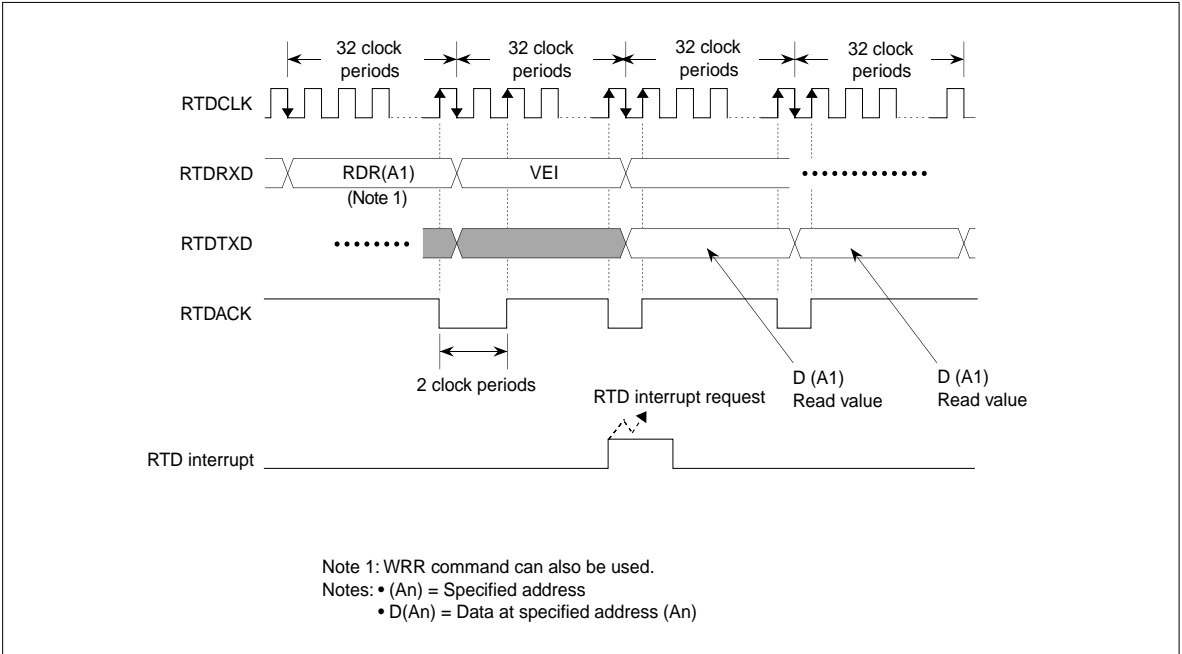 32 clock periods
32 clock periods
32 clock periods
32 clock periods
RTDCLK
RTDRXD
RDR(A1)
(Note 1)
VEI
RTDTXD
RTDACK
2 clock periods
D (A1)
Read value
D (A1)
Read value
RTD interrupt request
RTD interrupt
Note 1: WRR command can also be used.
Notes: • (An) = Specified address
• D(An) = Data at specified address (An)